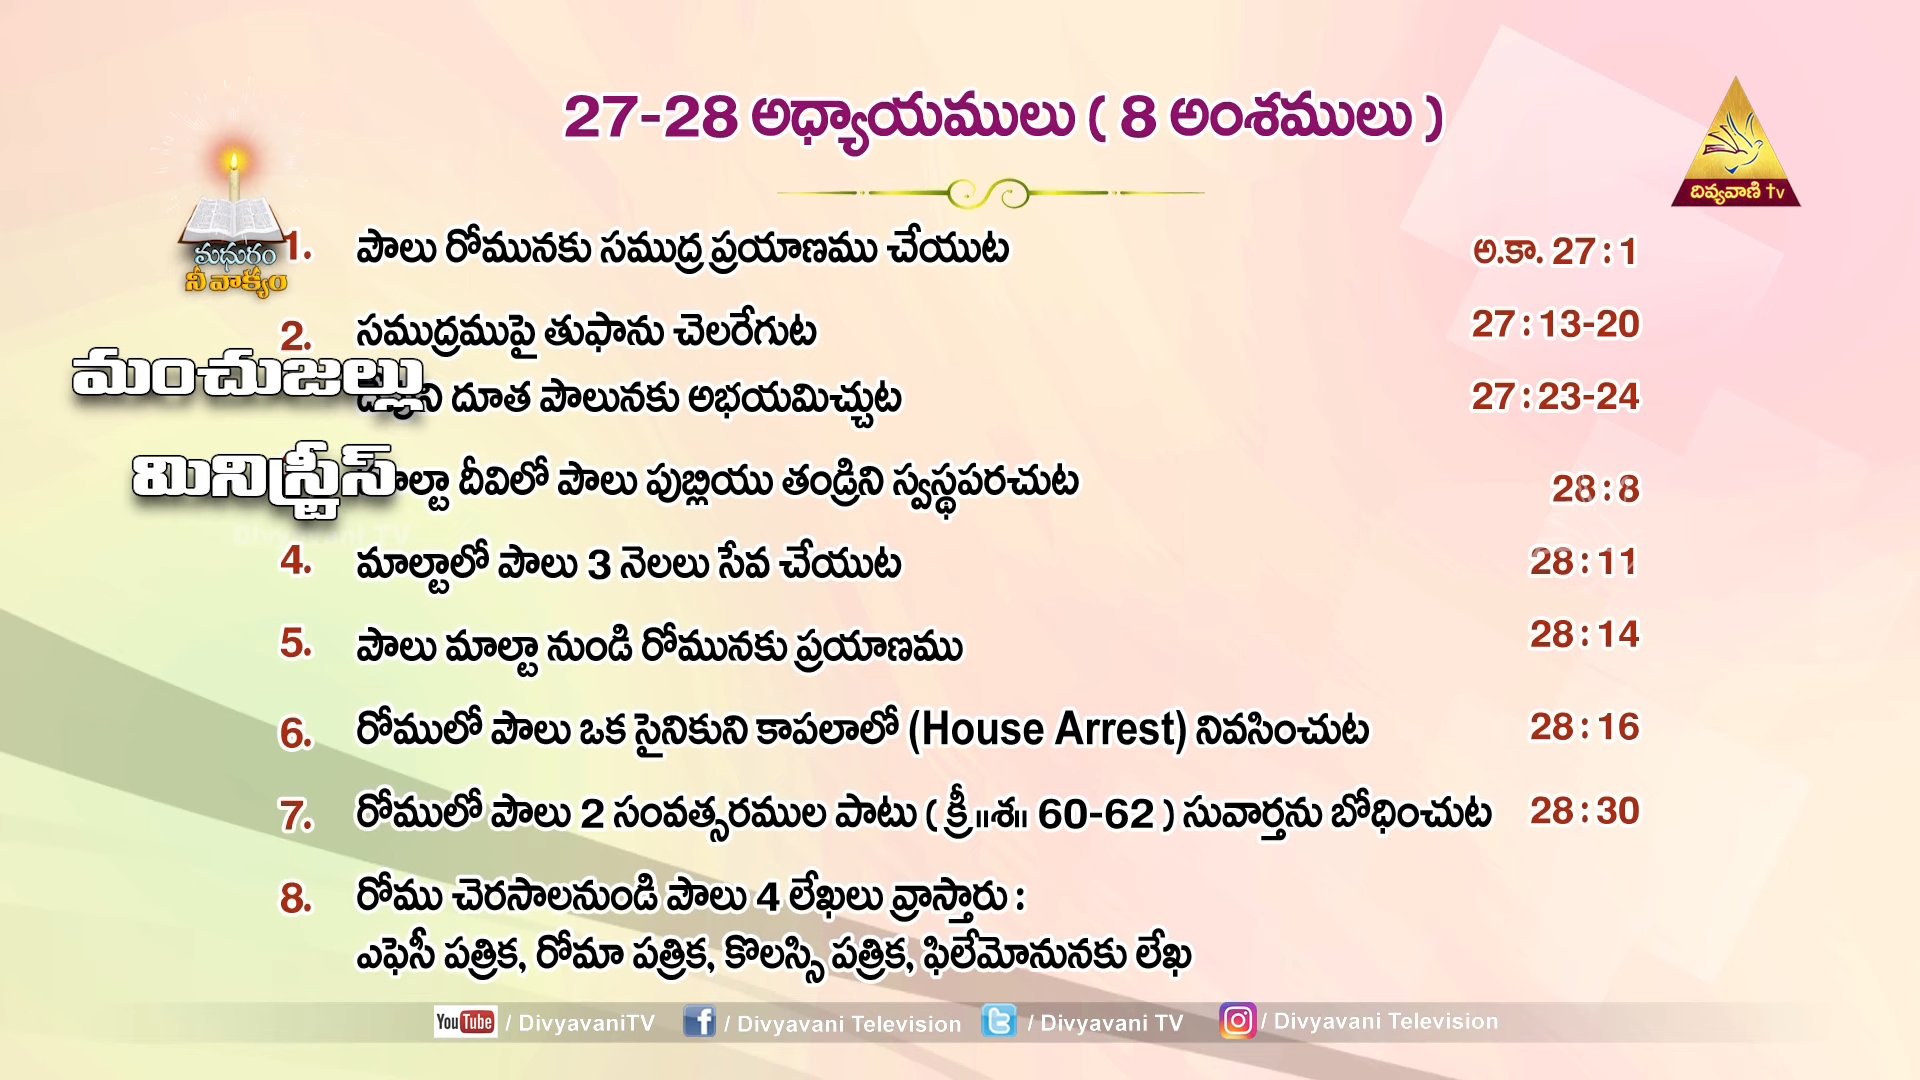 27-28 అధ్యాయములు ( 8 అంశములు )
దివ్యవాణి tv
మధురం
నీ వాక్యం
1. పౌలు రోమునకు సముద్ర ప్రయాణము చేయుట అ.కా. 27 : 1
2. సముద్రముపై తుఫాను చెలరేగుట 27 : 13-20
మంచుజల్లు
దూత పౌలునకు అభయమిచ్చుట 27 : 23-24
మినిస్ట్రీస్
దీవిలో పౌలు పుబ్లియు తండ్రిని స్వస్థపరచుట 28 : 8
Divyavani TV
4. మాల్టాలో పౌలు 3 నెలలు సేవ చేయుట 28 : 11
5. పౌలు మాల్టా నుండి రోమునకు ప్రయాణము 28 : 14
6. రోములో పౌలు ఒక సైనికుని కాపలాలో (House Arrest) నివసించుట 28 : 16
7. రోములో పౌలు 2 సంవత్సరముల పాటు ( క్రీ॥శ॥ 60-62 ) సువార్తను బోధించుట 28 : 30
8. రోము చెరసాలనుండి పౌలు 4 లేఖలు వ్రాస్తారు :
ఎఫెసీ పత్రిక, రోమా పత్రిక, కొలస్సి పత్రిక, ఫిలేమోనునకు లేఖ
YouTube / DivyavaniTV f / Divyavani Television / Divyavani TV / Divyavani Television